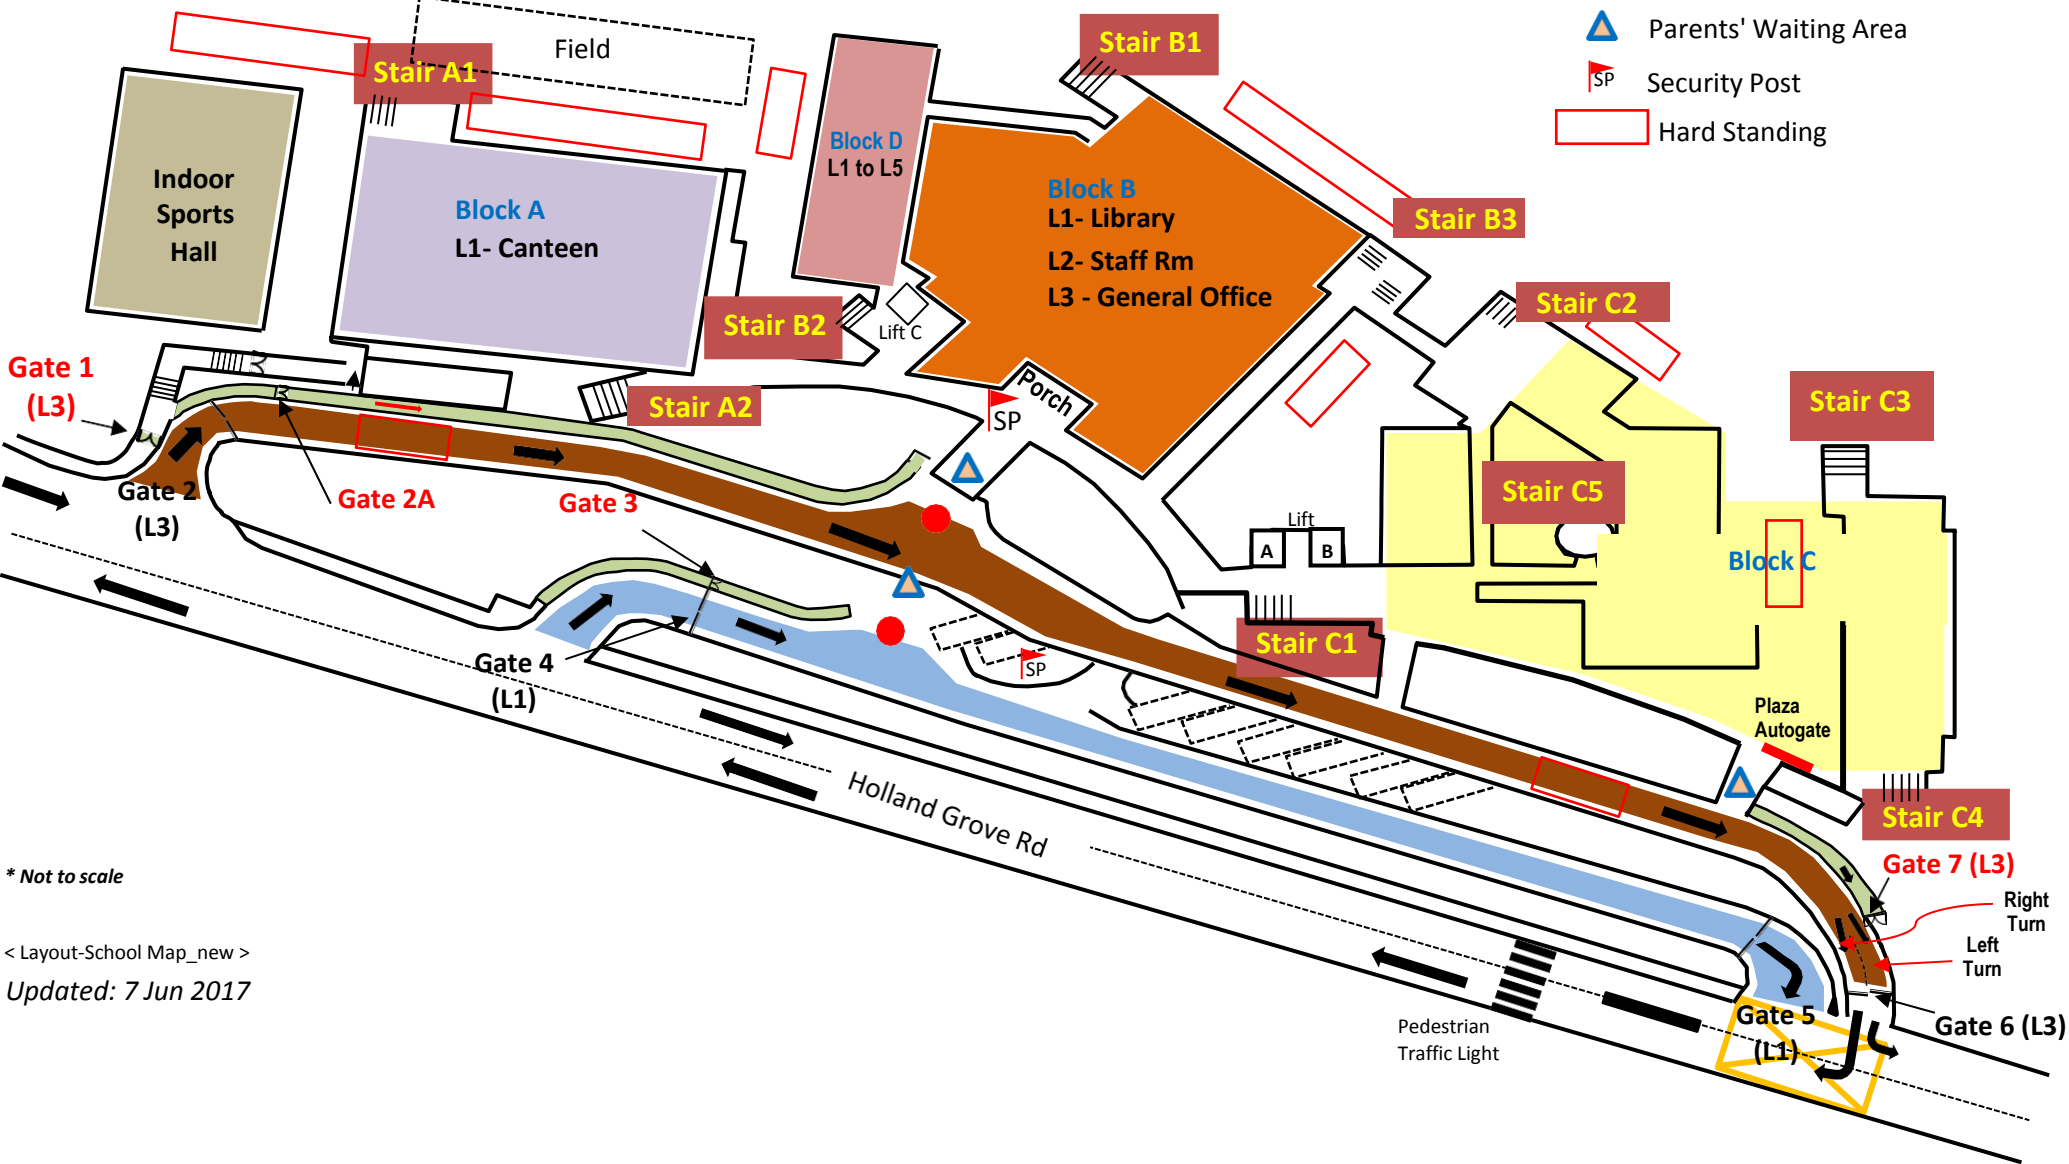 Field
Stair A1
Stair B1
Parents' Waiting Area
SP
Security Post
Hard Standing
Block D
L1 to L5
Indoor
Sports
Hall
Block A
L1- Canteen
Block B
L1- Library
L2- Staff Rm
L3 - General Office
Stair B3
Stair B2
Lift C
Stair C2
Gate 1
(L3)
Stair A2
Porch
SP
Stair C3
Gate 2
(L3)
Gate 2A
Gate 3
Stair C5
Lift
A
B
Block C
Stair C1
Gate 4
(L1)
SP
Plaza
Autogate
Holland Grove Rd
Stair C4
Gate 7 (L3)
Right
Turn
Left
Turn
* Not to scale
< Layout-School Map_new >
Updated: 7 Jun 2017
Pedestrian
Traffic Light
Gate 5
(L1)
Gate 6 (L3)